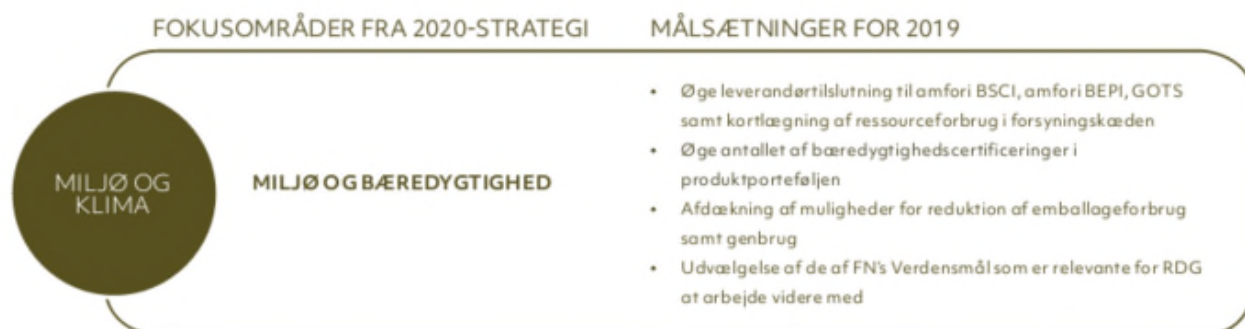 FOKUSOMRÅDER FRA 2020-STRATEGI
MÅLSÆTNINGER FOR 2019
MILJØ OG
KLIMA
MILJØ OG BÆREDYGTIGHED
• Øge leverandørtilslutning til amfori BSCI, amfori BEPI, GOTS
samt kortlægning af ressourceforbrug i forsyningskæden
• Øge antallet af bæredygtighedscertificeringer i
produktporteføljen
• Afdækning af muligheder for reduktion af emballageforbrug
samt genbrug
• Udvælgelse af de af FN's Verdensmål som er relevante for RDG
at arbejde videre med